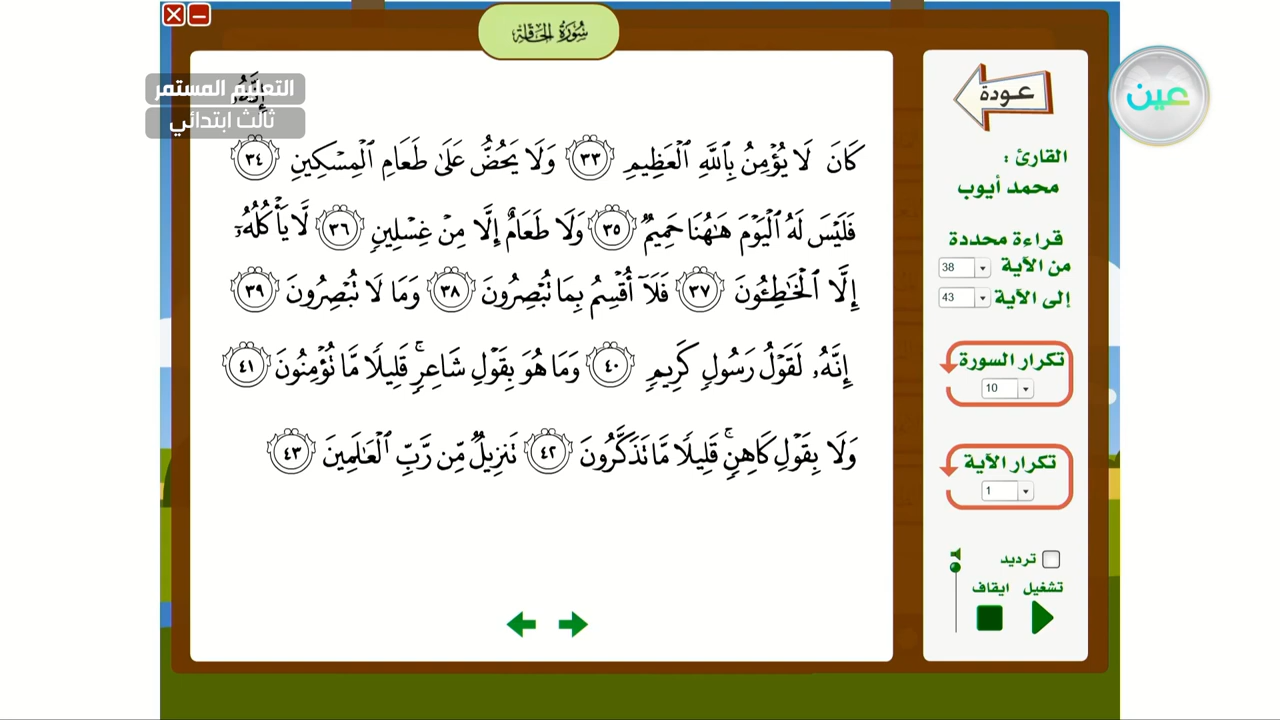 سُورَةُ الحَاقَّةِ
التعليم المستمر
ثالث ابتدائي
عين
إِنَّهُۥ
كَانَ لَا يُؤْمِنُ بِٱللَّهِ ٱلْعَظِيمِ ٣٣ وَلَا يَحُضُّ عَلَىٰ طَعَامِ ٱلْمِسْكِينِ ٣٤
فَلَيْسَ لَهُ ٱلْيَوْمَ هَٰهُنَا حَمِيمٌ ٣٥ وَلَا طَعَامٌ إِلَّا مِنْ غِسْلِينٍ ٣٦ لَّا يَأْكُلُهُۥٓ
إِلَّا ٱلْخَٰطِـُٔونَ ٣٧ فَلَآ أُقْسِمُ بِمَا تُبْصِرُونَ ٣٨ وَمَا لَا تُبْصِرُونَ ٣٩
إِنَّهُۥ لَقَوْلُ رَسُولٍ كَرِيمٍ ٤٠ وَمَا هُوَ بِقَوْلِ شَاعِرٍ ۚ قَلِيلًا مَّا تُؤْمِنُونَ ٤١
وَلَا بِقَوْلِ كَاهِنٍ ۚ قَلِيلًا مَّا تَذَكَّرُونَ ٤٢ تَنزِيلٌ مِّن رَّبِّ ٱلْعَٰلَمِينَ ٤٣
عودة
القارئ :
محمد أيوب
قراءة محددة
من الآية 38
إلى الآية 43
تكرار السورة
10
تكرار الآية
1
ترديد
تشغيل ايقاف